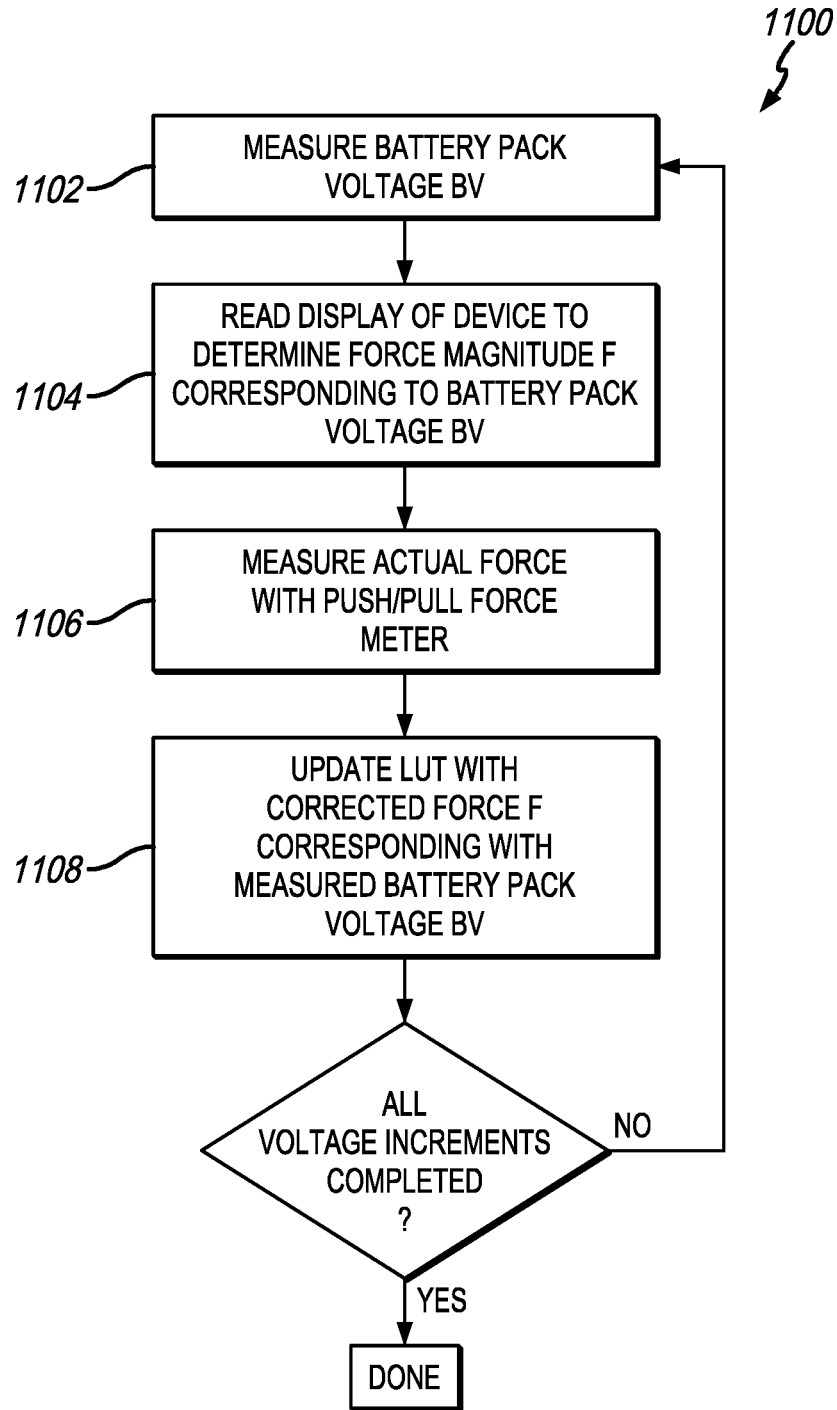 1100
MEASURE BATTERY PACK
VOLTAGE BV
1102
READ DISPLAY OF DEVICE TO
DETERMINE FORCE MAGNITUDE F
CORRESPONDING TO BATTERY PACK
VOLTAGE BV
1104
MEASURE ACTUAL FORCE
WITH PUSH/PULL FORCE
METER
1106
UPDATE LUT WITH
CORRECTED FORCE F
CORRESPONDING WITH
MEASURED BATTERY PACK
VOLTAGE BV
1108
ALL
VOLTAGE INCREMENTS
COMPLETED
?
NO
YES
DONE